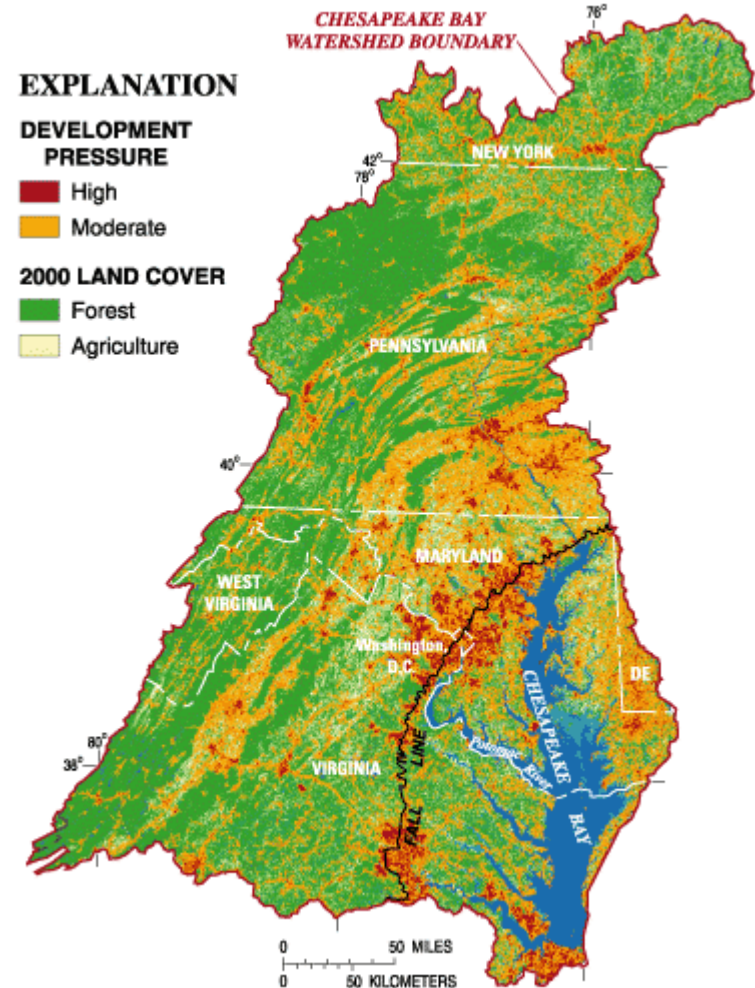 CHESAPEAKE BAY
WATERSHED BOUNDARY
76°
EXPLANATION
DEVELOPMENT
PRESSURE
High
Moderate
2000 LAND COVER
Forest
Agriculture
NEW YORK
42°
78°
PENNSYLVANIA
40°
MARYLAND
WEST
VIRGINIA
Washington,
D.C.
DE
CHESAPEAKE
BAY
Potomac River
80°
38°
VIRGINIA
FALL LINE
0 50 MILES
0 50 KILOMETERS